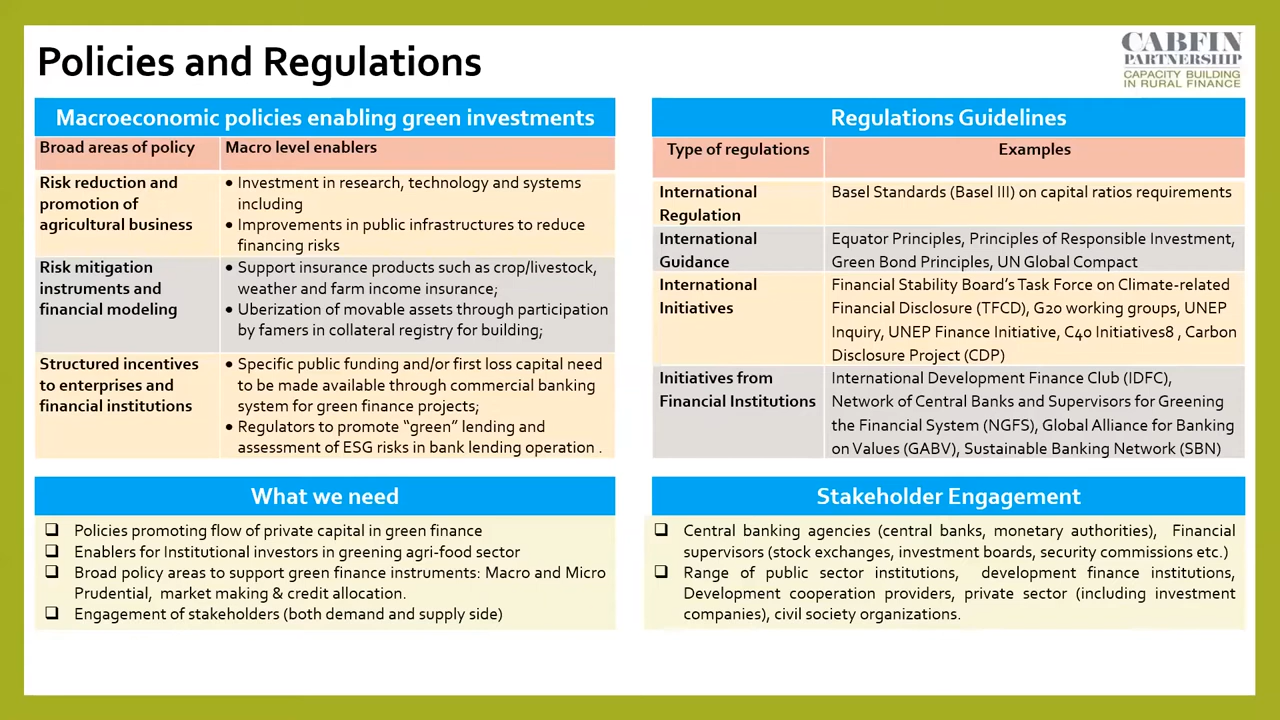 Policies and Regulations
CABFIN
PARTNERSHIP
CAPACITY BUILDING
IN RURAL FINANCE
Macroeconomic policies enabling green investments
Broad areas of policy
Macro level enablers
Risk reduction and
promotion of
agricultural business
• Investment in research, technology and systems
including
• Improvements in public infrastructures to reduce
financing risks
Risk mitigation
instruments and
financial modeling
• Support insurance products such as crop/livestock,
weather and farm income insurance;
• Uberization of movable assets through participation
by famers in collateral registry for building;
Structured incentives
to enterprises and
financial institutions
• Specific public funding and/or first loss capital need
to be made available through commercial banking
system for green finance projects;
• Regulators to promote “green” lending and
assessment of ESG risks in bank lending operation .
Regulations Guidelines
Type of regulations
Examples
International
Regulation
Basel Standards (Basel III) on capital ratios requirements
International
Guidance
Equator Principles, Principles of Responsible Investment,
Green Bond Principles, UN Global Compact
International
Initiatives
Financial Stability Board’s Task Force on Climate-related
Financial Disclosure (TFCD), G20 working groups, UNEP
Inquiry, UNEP Finance Initiative, C40 Initiatives8 , Carbon
Disclosure Project (CDP)
Initiatives from
Financial Institutions
International Development Finance Club (IDFC),
Network of Central Banks and Supervisors for Greening
the Financial System (NGFS), Global Alliance for Banking
on Values (GABV), Sustainable Banking Network (SBN)
What we need
❑ Policies promoting flow of private capital in green finance
❑ Enablers for Institutional investors in greening agri-food sector
❑ Broad policy areas to support green finance instruments: Macro and Micro
Prudential, market making & credit allocation.
❑ Engagement of stakeholders (both demand and supply side)
Stakeholder Engagement
❑ Central banking agencies (central banks, monetary authorities), Financial
supervisors (stock exchanges, investment boards, security commissions etc.)
❑ Range of public sector institutions, development finance institutions,
Development cooperation providers, private sector (including investment
companies), civil society organizations.